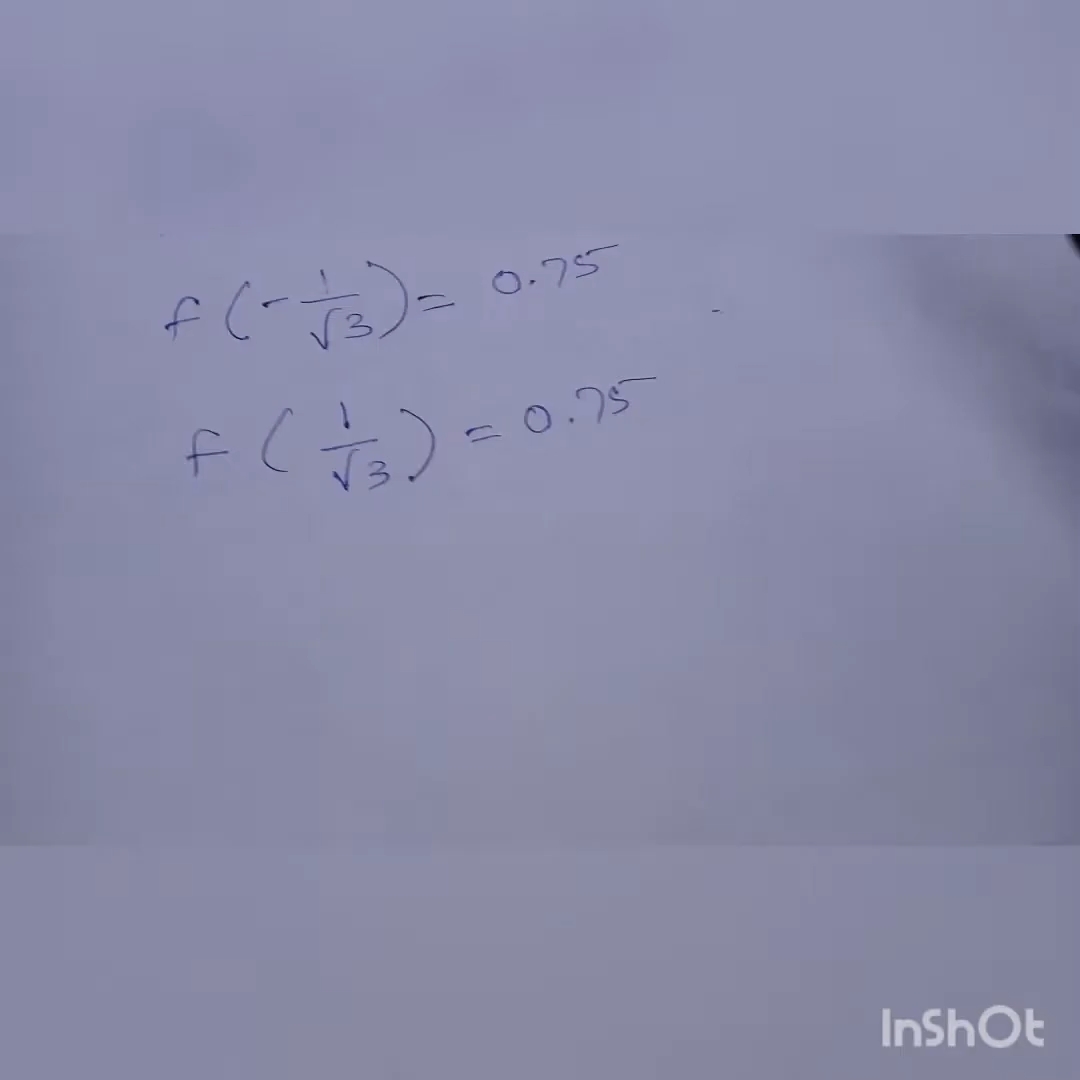 f(-1/√3) = 0.75
f(1/√3) = 0.75
InShOt